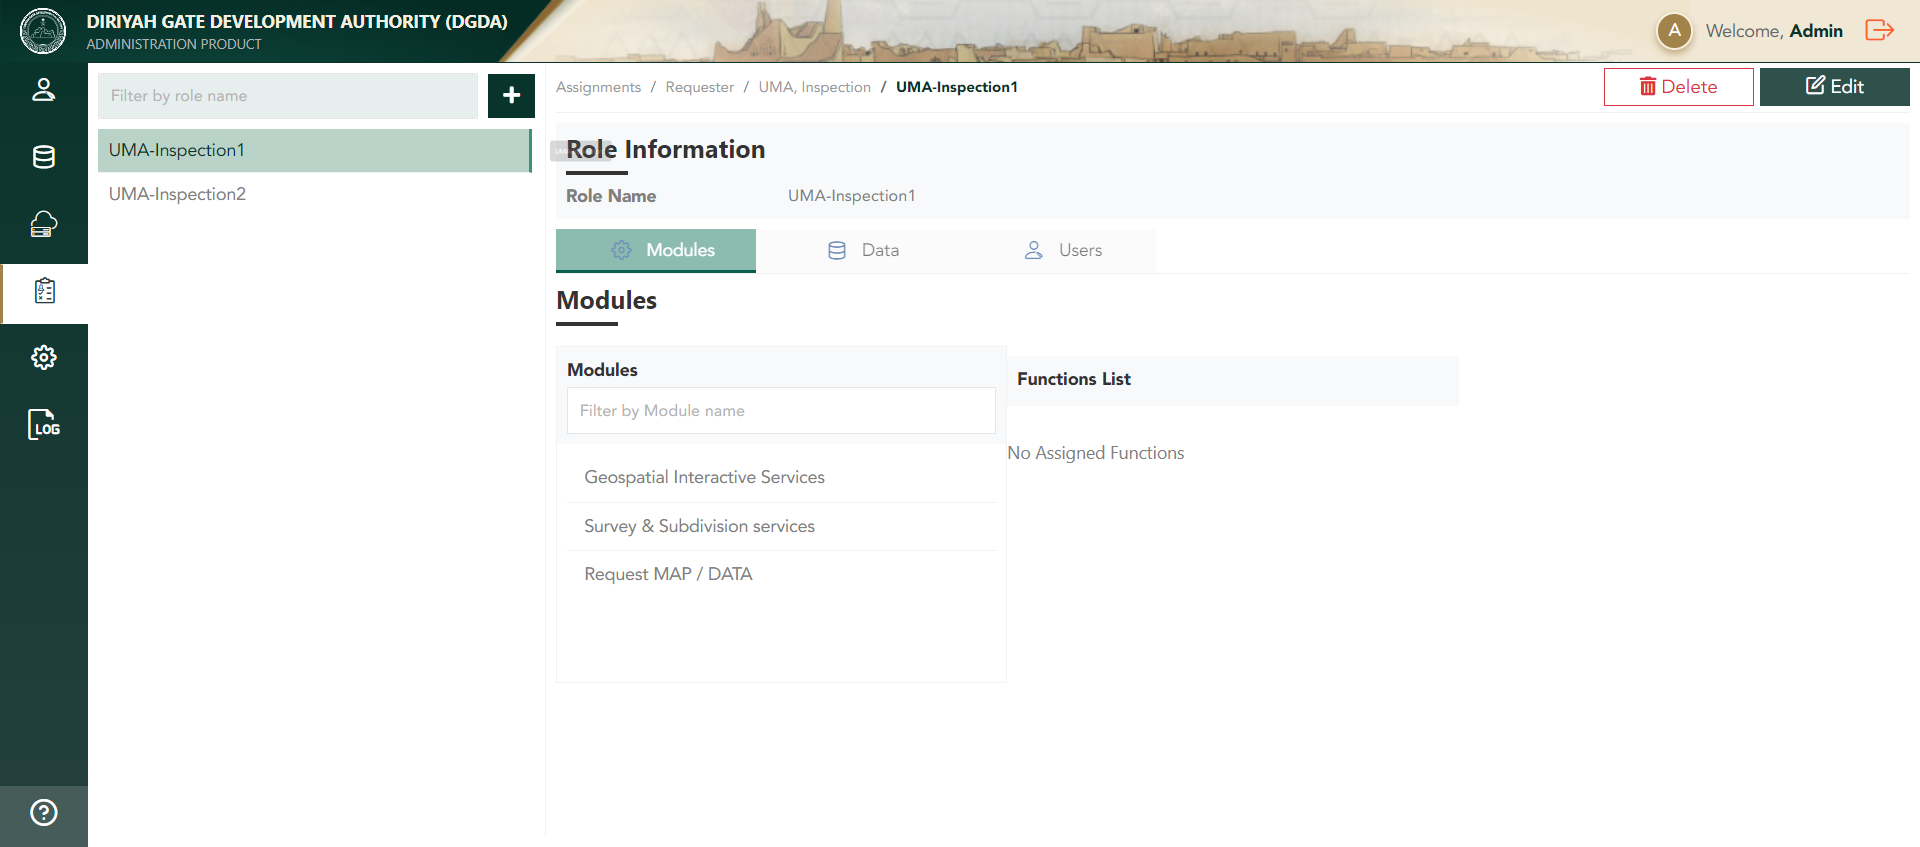 DIRIYAH GATE DEVELOPMENT AUTHORITY (DGDA)
ADMINISTRATION PRODUCT
A
Welcome, Admin
Filter by role name
UMA-Inspection1
UMA-Inspection2
LOG
Assignments / Requester / UMA, Inspection / UMA-Inspection1
Delete
Edit
Role Information
Role Name
UMA-Inspection1
Modules
Data
Users
Modules
Modules
Filter by Module name
Geospatial Interactive Services
Survey & Subdivision services
Request MAP / DATA
Functions List
No Assigned Functions